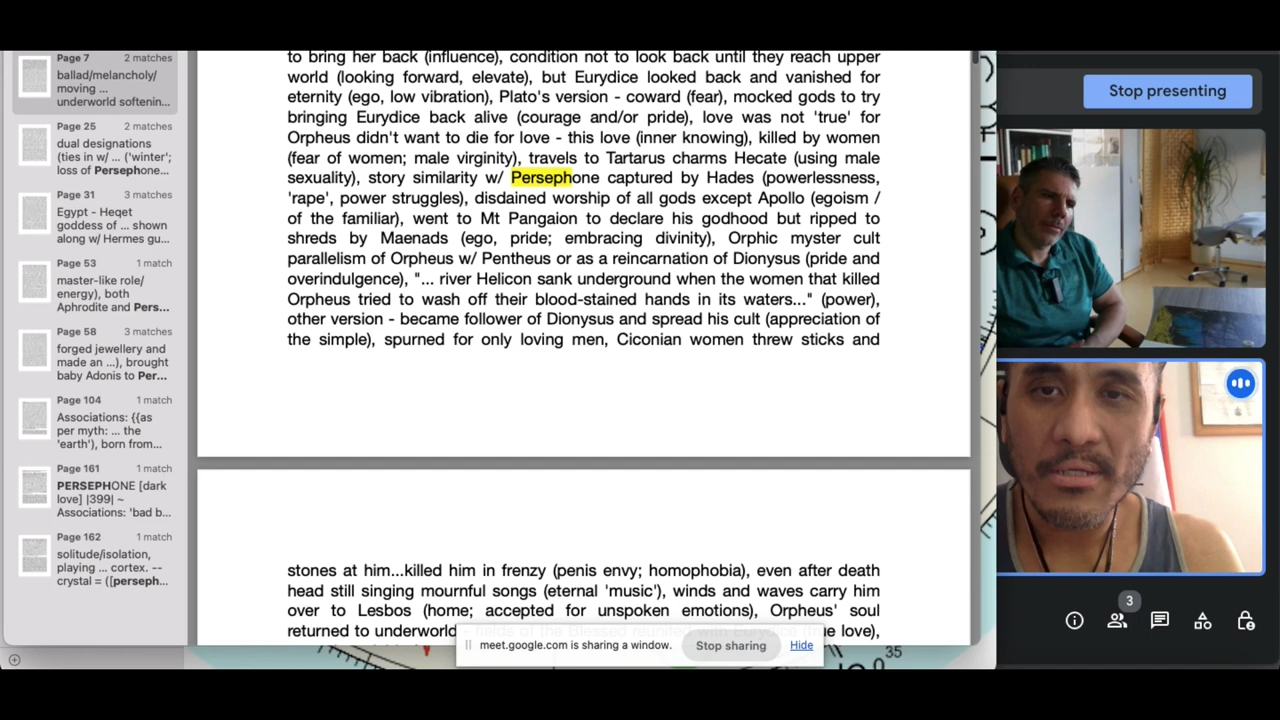 Page 7 2 matches
ballad/melancholy/
moving ...
underworld softenin...
Page 25 2 matches
dual designations
(ties in w/ ... ('winter';
loss of Persephone...
Page 31 3 matches
Egypt - Heqet
goddess of ... shown
along w/ Hermes gu...
Page 53 1 match
master-like role/
energy), both
Aphrodite and Pers...
Page 58 3 matches
forged jewellery and
made an ...), brought
baby Adonis to Per...
Page 104 1 match
Associations: {{as
per myth: ... the
'earth'), born from...
Page 161 1 match
PERSEPHONE [dark
love] |399| ~
Associations: 'bad b...
Page 162 1 match
solitude/isolation,
playing ... cortex. --
crystal = ([perseph...
to bring her back (influence), condition not to look back until they reach upper
world (looking forward, elevate), but Eurydice looked back and vanished for
eternity (ego, low vibration), Plato's version - coward (fear), mocked gods to try
bringing Eurydice back alive (courage and/or pride), love was not 'true' for
Orpheus didn't want to die for love - this love (inner knowing), killed by women
(fear of women; male virginity), travels to Tartarus charms Hecate (using male
sexuality), story similarity w/ Persephone captured by Hades (powerlessness,
'rape', power struggles), disdained worship of all gods except Apollo (egoism /
of the familiar), went to Mt Pangaion to declare his godhood but ripped to
shreds by Maenads (ego, pride; embracing divinity), Orphic myster cult
parallelism of Orpheus w/ Pentheus or as a reincarnation of Dionysus (pride and
overindulgence), "... river Helicon sank underground when the women that killed
Orpheus tried to wash off their blood-stained hands in its waters..." (power),
other version - became follower of Dionysus and spread his cult (appreciation of
the simple), spurned for only loving men, Ciconian women threw sticks and
stones at him...killed him in frenzy (penis envy; homophobia), even after death
head still singing mournful songs (eternal 'music'), winds and waves carry him
over to Lesbos (home; accepted for unspoken emotions), Orpheus' soul
returned to underworld - fields of the Blessed reunited with Eurydice (true love),
meet.google.com is sharing a window. Stop sharing Hide
35
Stop presenting
3